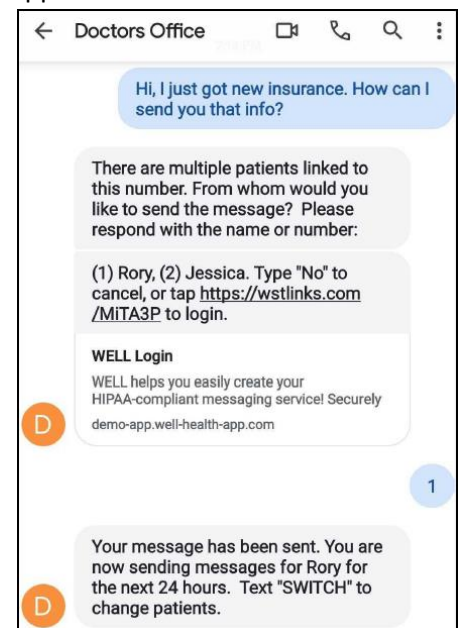 Doctors Office
Hi, I just got new insurance. How can I
send you that info?
There are multiple patients linked to
this number. From whom would you
like to send the message?  Please
respond with the name or number:
(1) Rory, (2) Jessica. Type "No" to
cancel, or tap https://wstlinks.com
/MiTA3P to login.
WELL Login
WELL helps you easily create your
HIPAA-compliant messaging service! Securely
demo-app.well-health-app.com
D
1
Your message has been sent. You are
now sending messages for Rory for
the next 24 hours.  Text "SWITCH" to
change patients.
D